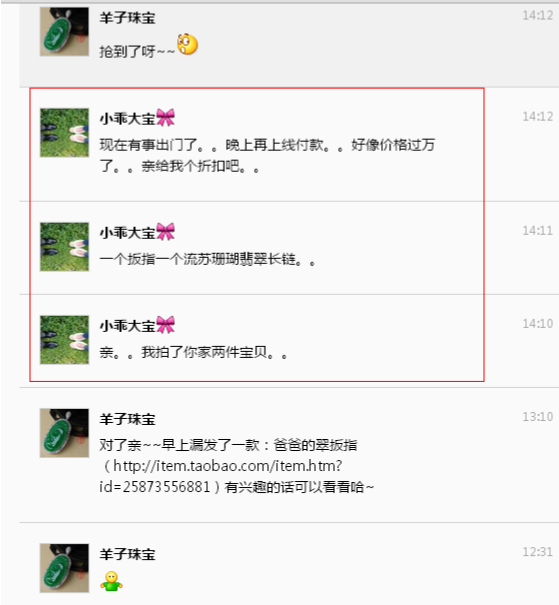 羊子珠宝
14:12
抢到了呀~~
小乖大宝
14:12
现在有事出门了。。晚上再上线付款。。好像价格过万
了。。亲给我个折扣吧。。
小乖大宝
14:11
一个扳指一个流苏珊瑚翡翠长链。。
小乖大宝
14:10
亲。。我拍了你家两件宝贝。。
羊子珠宝
13:10
对了亲~~早上漏发了一款：爸爸的翠扳指
（http://item.taobao.com/item.htm?
id=25873556881）有兴趣的话可以看看哈~
羊子珠宝
12:31